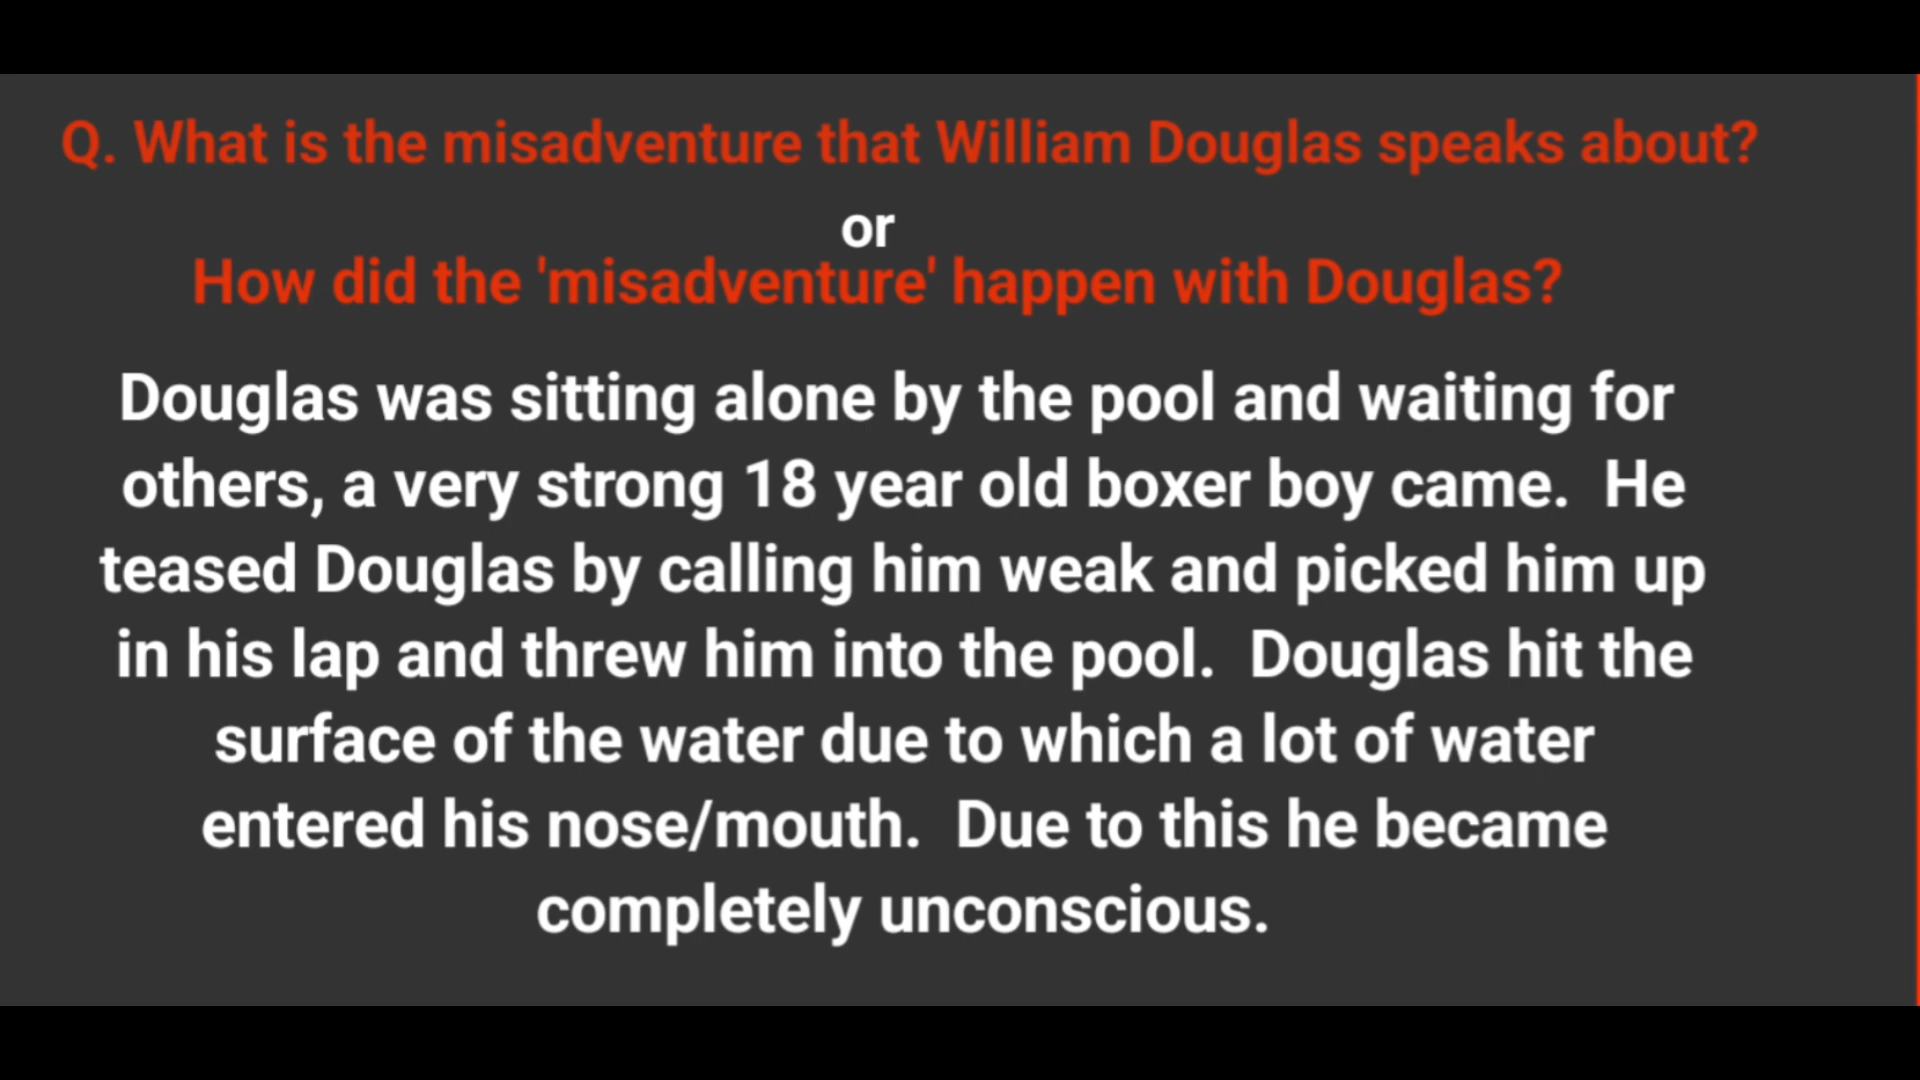 Q. What is the misadventure that William Douglas speaks about?
or
How did the 'misadventure' happen with Douglas?
Douglas was sitting alone by the pool and waiting for
others, a very strong 18 year old boxer boy came.  He
teased Douglas by calling him weak and picked him up
in his lap and threw him into the pool.  Douglas hit the
surface of the water due to which a lot of water
entered his nose/mouth.  Due to this he became
completely unconscious.